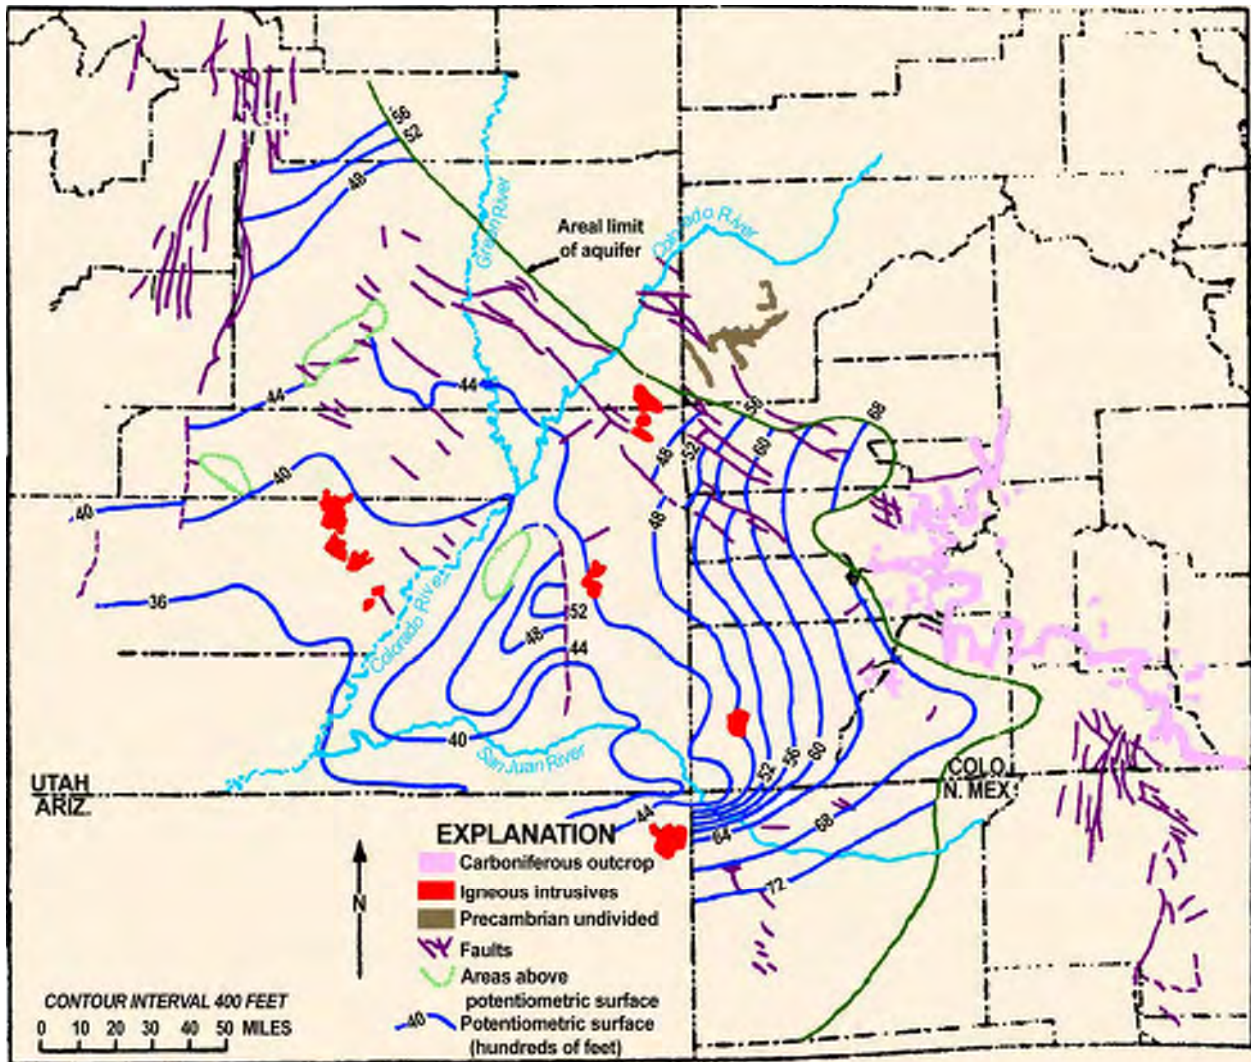 56
52
48
Green River
Areal limit
of aquifer
Colorado River
44
44
56
68
60
52
48
40
40
48
36
Colorado River
52
48
44
40
San Juan River
52
56
60
COLO.
N. MEX.
UTAH
ARIZ.
44
64
68
72
EXPLANATION
Carboniferous outcrop
Igneous intrusives
Precambrian undivided
Faults
Areas above
potentiometric surface
40
Potentiometric surface
(hundreds of feet)
N
CONTOUR INTERVAL 400 FEET
0 10 20 30 40 50 MILES